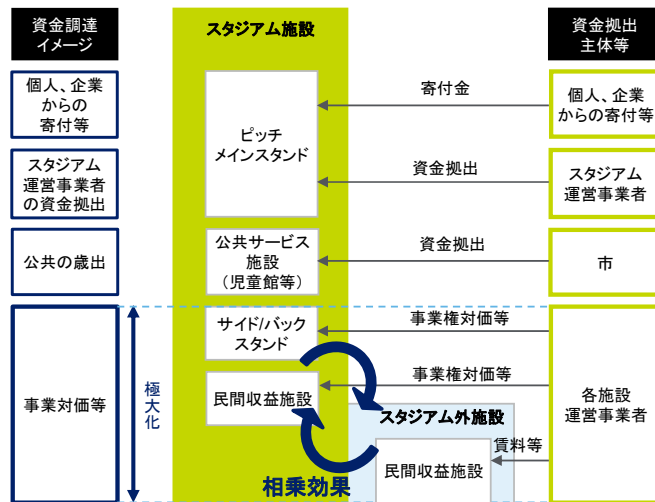 資金調達
イメージ
スタジアム施設
資金拠出
主体等
個人、企業
からの
寄付等
ピッチ
メインスタンド
寄付金
個人、企業
からの寄付等
スタジアム
運営事業者
の資金拠出
資金拠出
スタジアム
運営事業者
公共の歳出
公共サービス
施設
(児童館等)
資金拠出
市
事業対価等
極大化
サイド/バック
スタンド
事業権対価等
民間収益施設
事業権対価等
各施設
運営事業者
スタジアム外施設
民間収益施設
賃料等
相乗効果